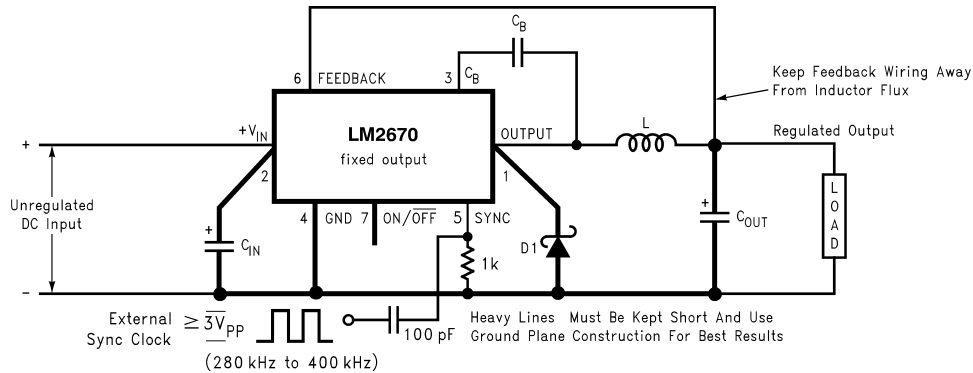 C_B
6 FEEDBACK
3 C_B
Keep Feedback Wiring Away
From Inductor Flux
+V_IN
LM2670
fixed output
OUTPUT
L
Regulated Output
+
2
1
Unregulated
DC Input
+
C_IN
4 GND
7 ON/O̅F̅F̅
5 SYNC
D1
1k
+
C_OUT
LOAD
−
External
Sync Clock
≥ 3V_PP
100 pF
(280 kHz to 400 kHz)
Heavy Lines Must Be Kept Short And Use
Ground Plane Construction For Best Results